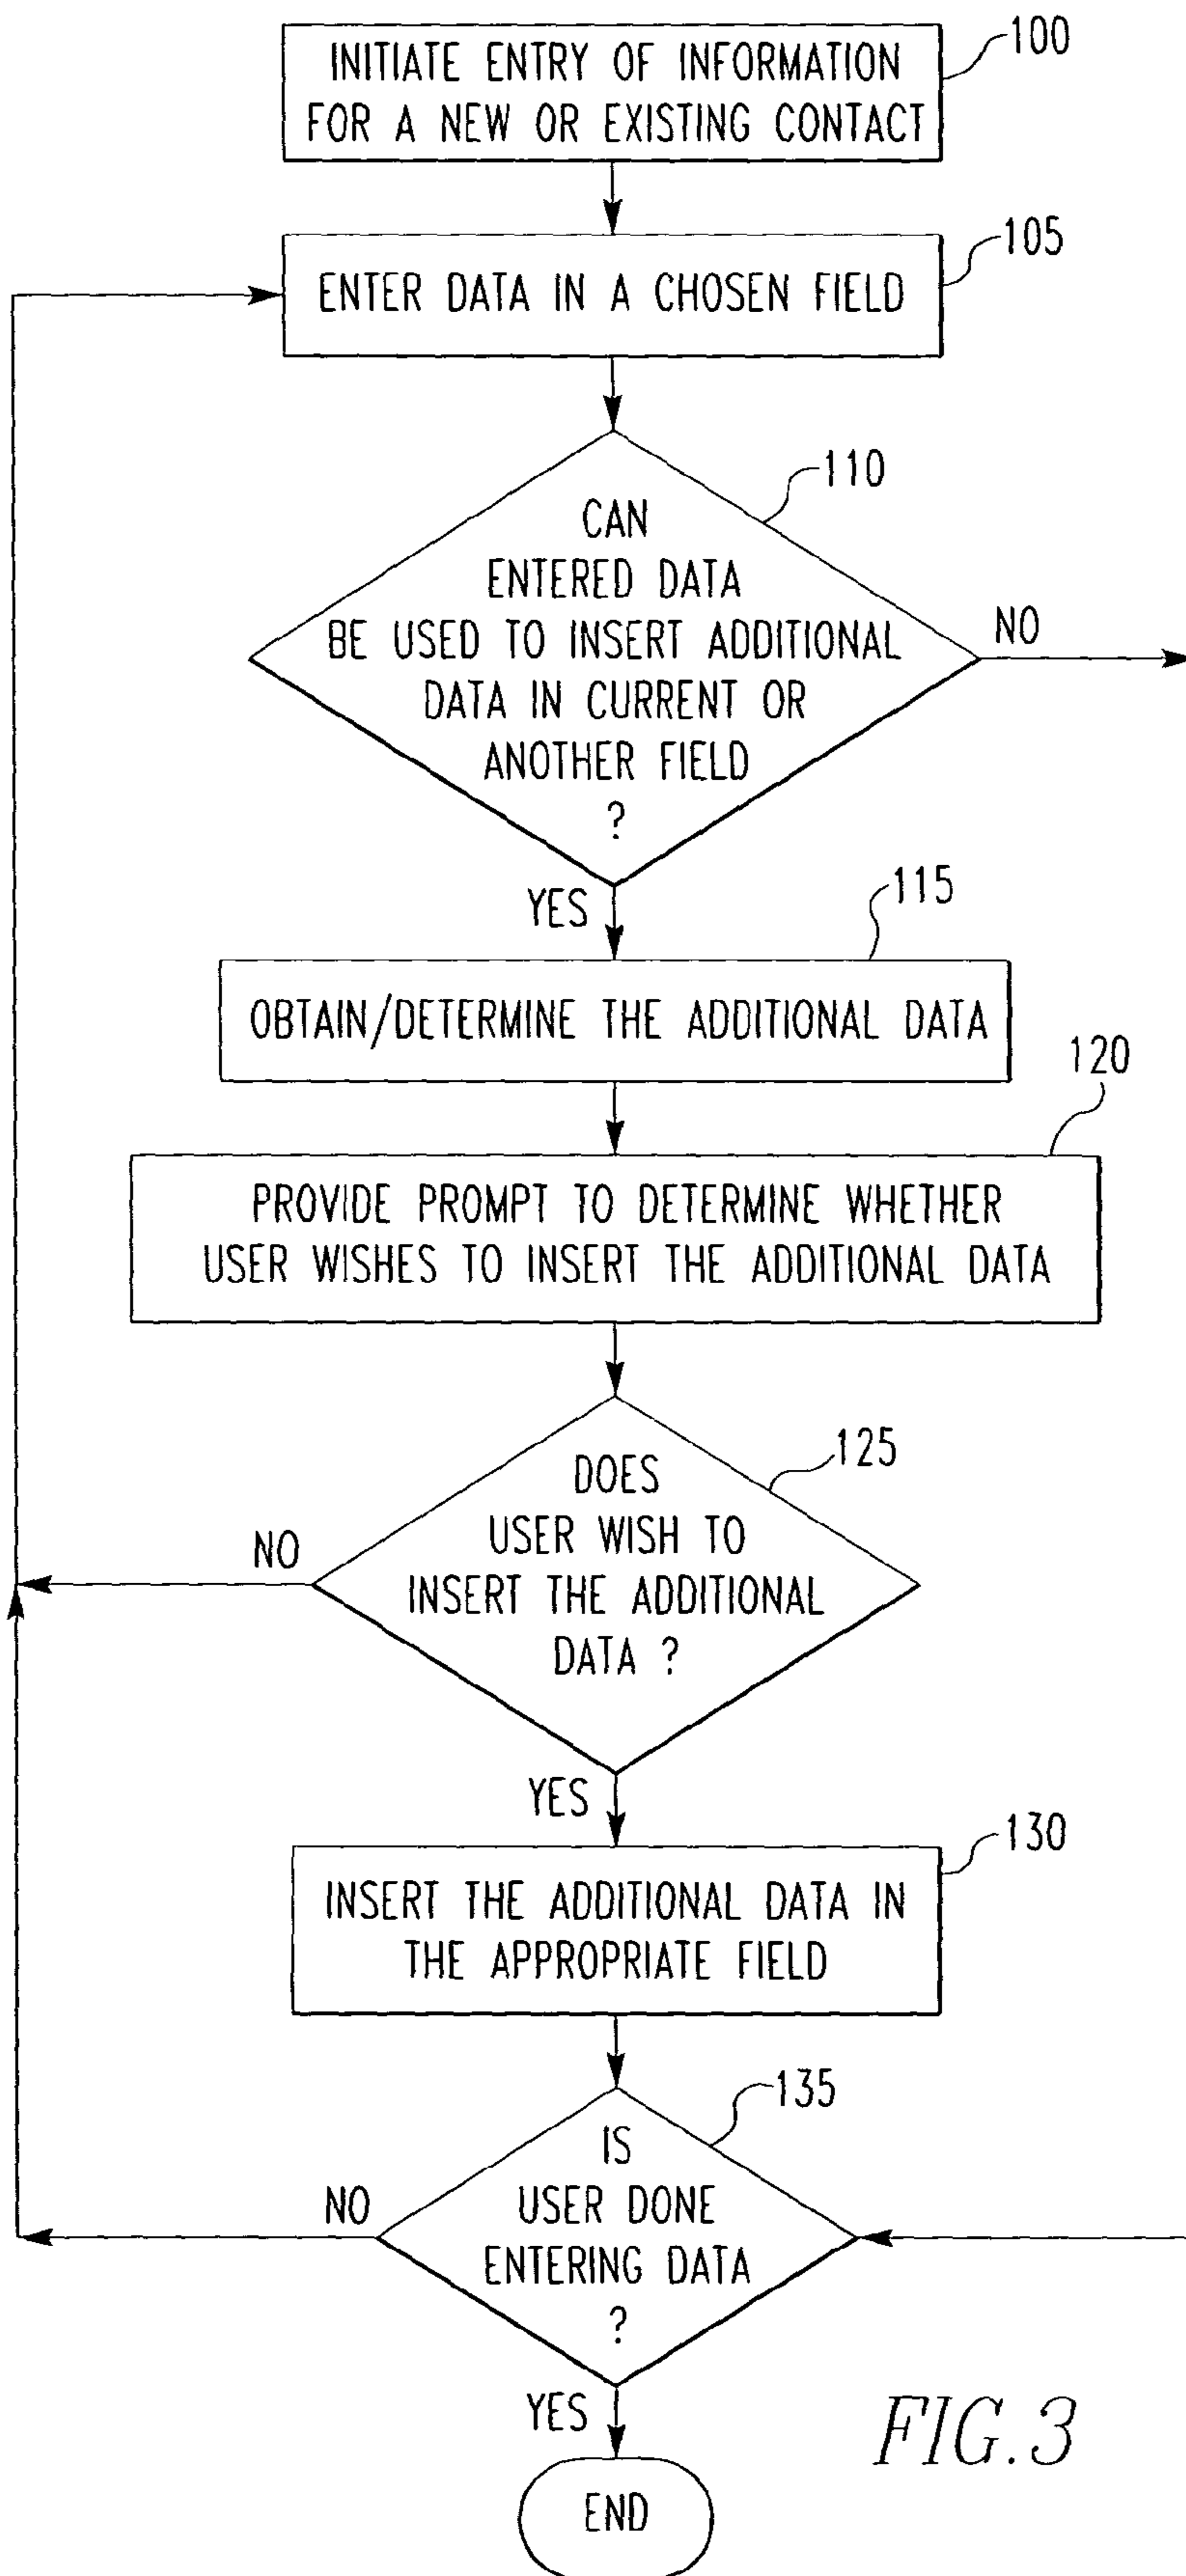 INITIATE ENTRY OF INFORMATION
FOR A NEW OR EXISTING CONTACT
100
ENTER DATA IN A CHOSEN FIELD
105
CAN
ENTERED DATA
BE USED TO INSERT ADDITIONAL
DATA IN CURRENT OR
ANOTHER FIELD
?
110
NO
YES
115
OBTAIN/DETERMINE THE ADDITIONAL DATA
120
PROVIDE PROMPT TO DETERMINE WHETHER
USER WISHES TO INSERT THE ADDITIONAL DATA
DOES
USER WISH TO
INSERT THE ADDITIONAL
DATA ?
125
NO
YES
130
INSERT THE ADDITIONAL DATA IN
THE APPROPRIATE FIELD
135
IS
USER DONE
ENTERING DATA
?
NO
YES
END
FIG.3